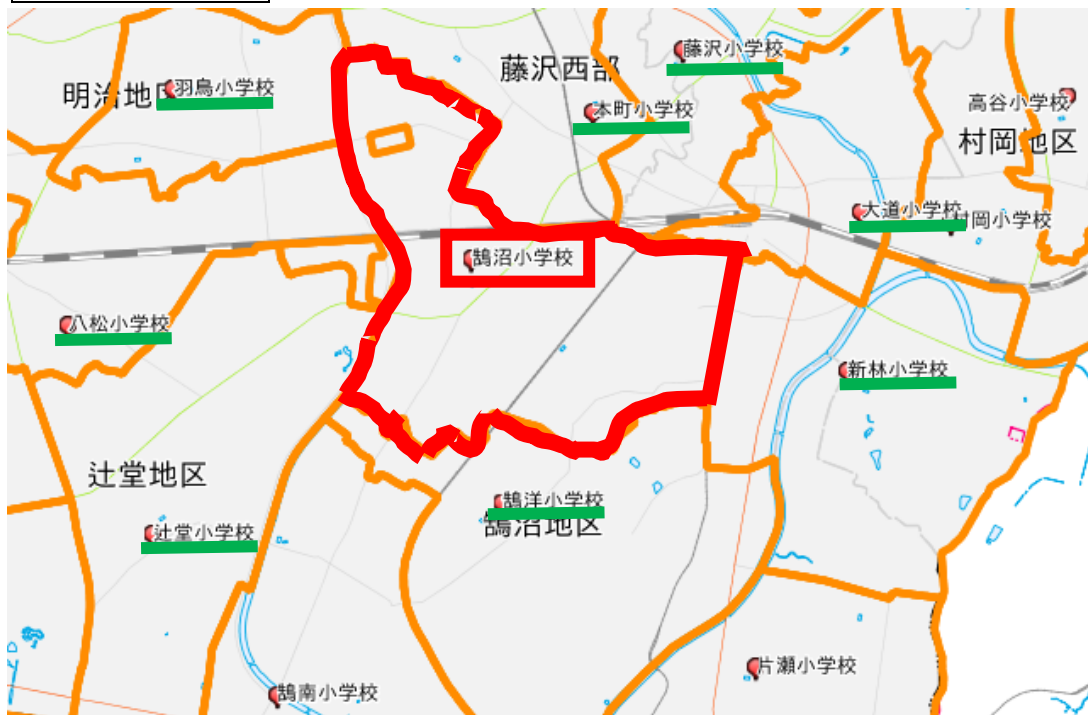 藤沢小学校
藤沢西部
明治地区
羽鳥小学校
本町小学校
高谷小学校
村岡地区
大道小学校
村岡小学校
鵠沼小学校
八松小学校
新林小学校
辻堂地区
鵠洋小学校
鵠沼地区
辻堂小学校
片瀬小学校
鵠南小学校